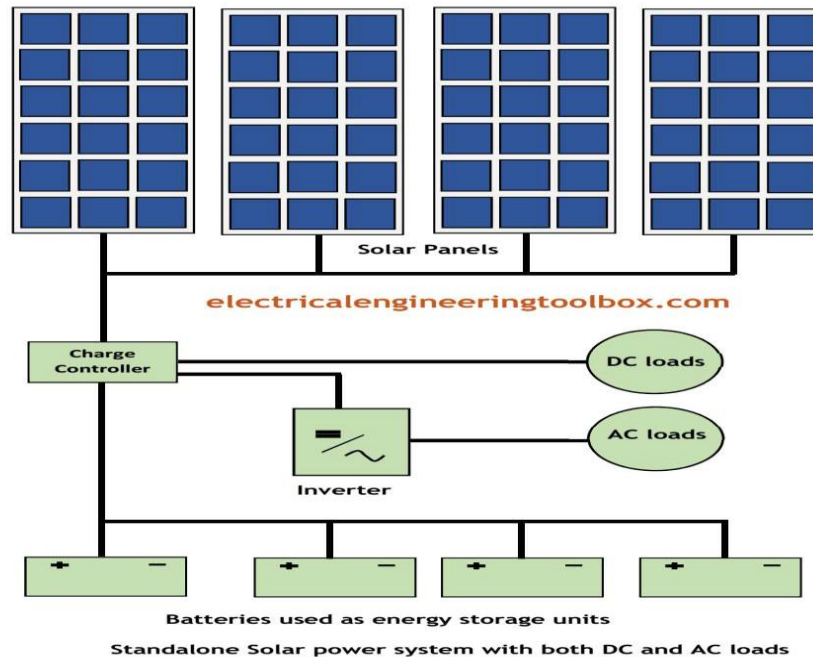 Solar Panels
electricalengineeringtoolbox.com
Charge
Controller
DC loads
AC loads
Inverter
+ −
+ −
+ −
+ −
Batteries used as energy storage units
Standalone Solar power system with both DC and AC loads